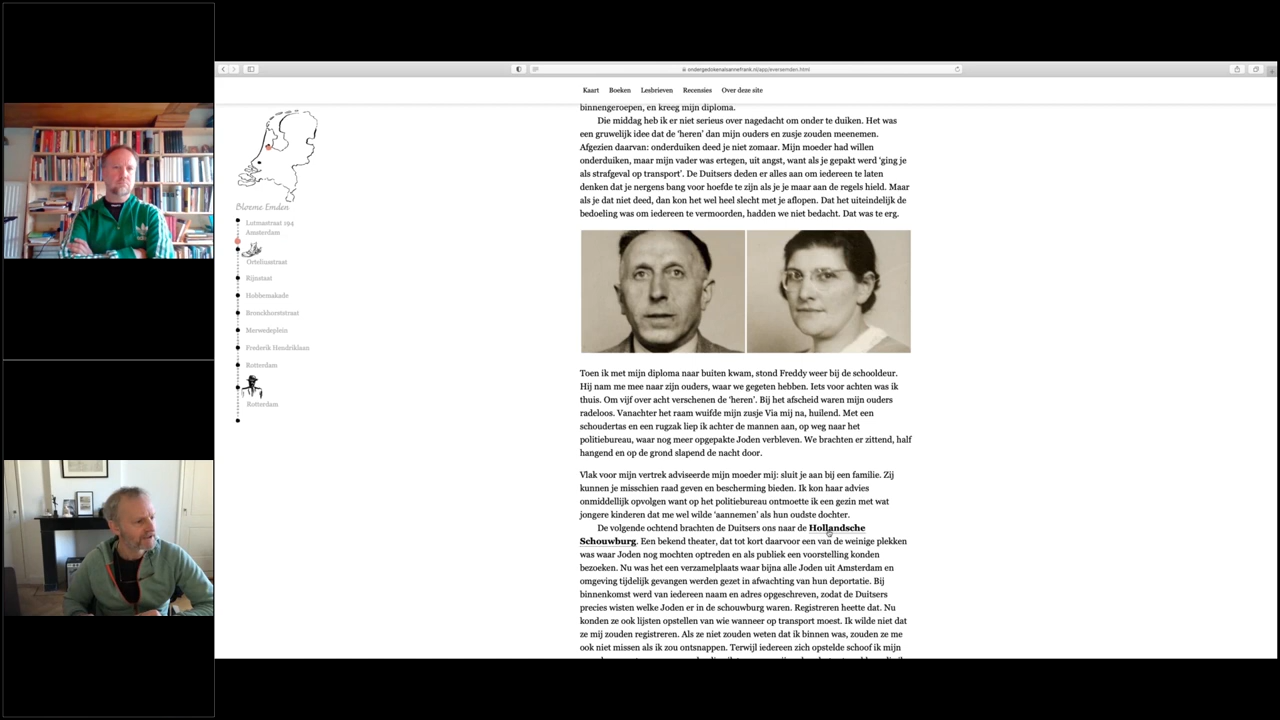 ondergedokenalsannefrank.nl/app/eversemden.html
Kaart Boeken Lesbrieven Recensies Over deze site
Bloeme Emden
Lutmastraat 194
Amsterdam
Orteliusstraat
Rijnstaat
Hobbemakade
Bronckhorststraat
Merwedeplein
Frederik Hendriklaan
Rotterdam
Rotterdam
binnengeroepen, en kreeg mijn diploma.
Die middag heb ik er niet serieus over nagedacht om onder te duiken. Het was
een gruwelijk idee dat de 'heren' dan mijn ouders en zusje zouden meenemen.
Afgezien daarvan: onderduiken deed je niet zomaar. Mijn moeder had willen
onderduiken, maar mijn vader was ertegen, uit angst, want als je gepakt werd 'ging je
als strafgeval op transport'. De Duitsers deden er alles aan om iedereen te laten
denken dat je nergens bang voor hoefde te zijn als je je maar aan de regels hield. Maar
als je dat niet deed, dan kon het wel heel slecht met je aflopen. Dat het uiteindelijk de
bedoeling was om iedereen te vermoorden, hadden we niet bedacht. Dat was te erg.
Toen ik met mijn diploma naar buiten kwam, stond Freddy weer bij de schooldeur.
Hij nam me mee naar zijn ouders, waar we gegeten hebben. Iets voor achten was ik
thuis. Om vijf over acht verschenen de 'heren'. Bij het afscheid waren mijn ouders
radeloos. Vanachter het raam wuifde mijn zusje Via mij na, huilend. Met een
schoudertas en een rugzak liep ik achter de mannen aan, op weg naar het
politiebureau, waar nog meer opgepakte Joden verbleven. We brachten er zittend, half
hangend en op de grond slapend de nacht door.
Vlak voor mijn vertrek adviseerde mijn moeder mij: sluit je aan bij een familie. Zij
kunnen je misschien raad geven en bescherming bieden. Ik kon haar advies
onmiddellijk opvolgen want op het politiebureau ontmoette ik een gezin met wat
jongere kinderen dat me wel wilde 'aannemen' als hun oudste dochter.
De volgende ochtend brachten de Duitsers ons naar de Hollandsche
Schouwburg. Een bekend theater, dat tot kort daarvoor een van de weinige plekken
was waar Joden nog mochten optreden en als publiek een voorstelling konden
bezoeken. Nu was het een verzamelplaats waar bijna alle Joden uit Amsterdam en
omgeving tijdelijk gevangen werden gezet in afwachting van hun deportatie. Bij
binnenkomst werd van iedereen naam en adres opgeschreven, zodat de Duitsers
precies wisten welke Joden er in de schouwburg waren. Registreren heette dat. Nu
konden ze ook lijsten opstellen van wie wanneer op transport moest. Ik wilde niet dat
ze mij zouden registreren. Als ze niet zouden weten dat ik binnen was, zouden ze me
ook niet missen als ik zou ontsnappen. Terwijl iedereen zich opstelde schoof ik mijn